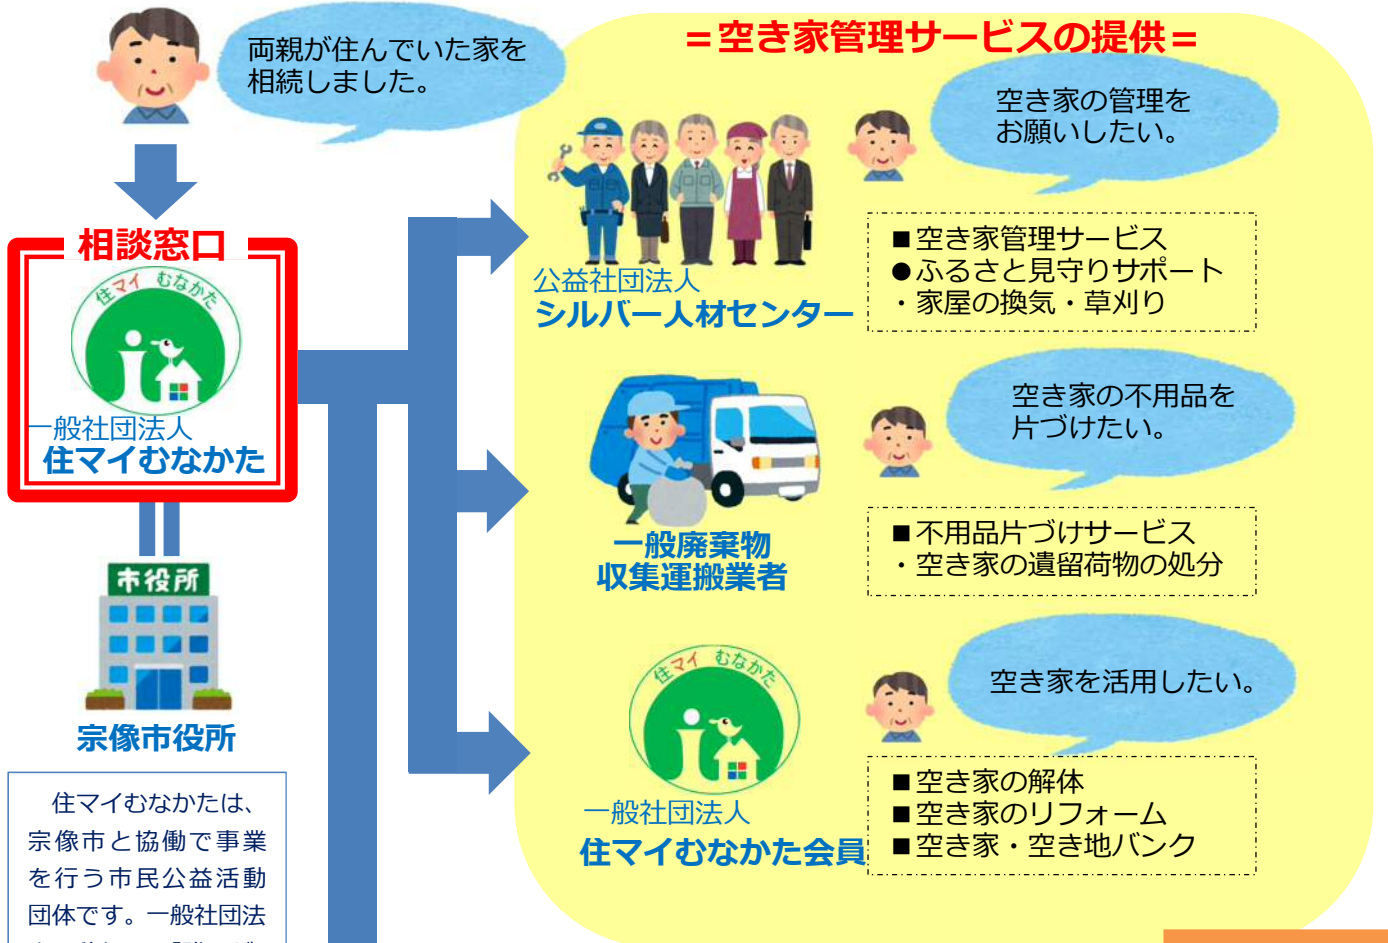 両親が住んでいた家を
相続しました。
相談窓口
住マイ むなかた
一般社団法人
住マイむなかた
市役所
宗像市役所
住マイむなかたは、
宗像市と協働で事業
を行う市民公益活動
団体です。一般社団法
＝空き家管理サービスの提供＝
空き家の管理を
お願いしたい。
公益社団法人
シルバー人材センター
■空き家管理サービス
●ふるさと見守りサポート
・家屋の換気・草刈り
空き家の不用品を
片づけたい。
一般廃棄物
収集運搬業者
■不用品片づけサービス
・空き家の遺留荷物の処分
空き家を活用したい。
住マイ むなかた
一般社団法人
住マイむなかた会員
■空き家の解体
■空き家のリフォーム
■空き家・空き地バンク